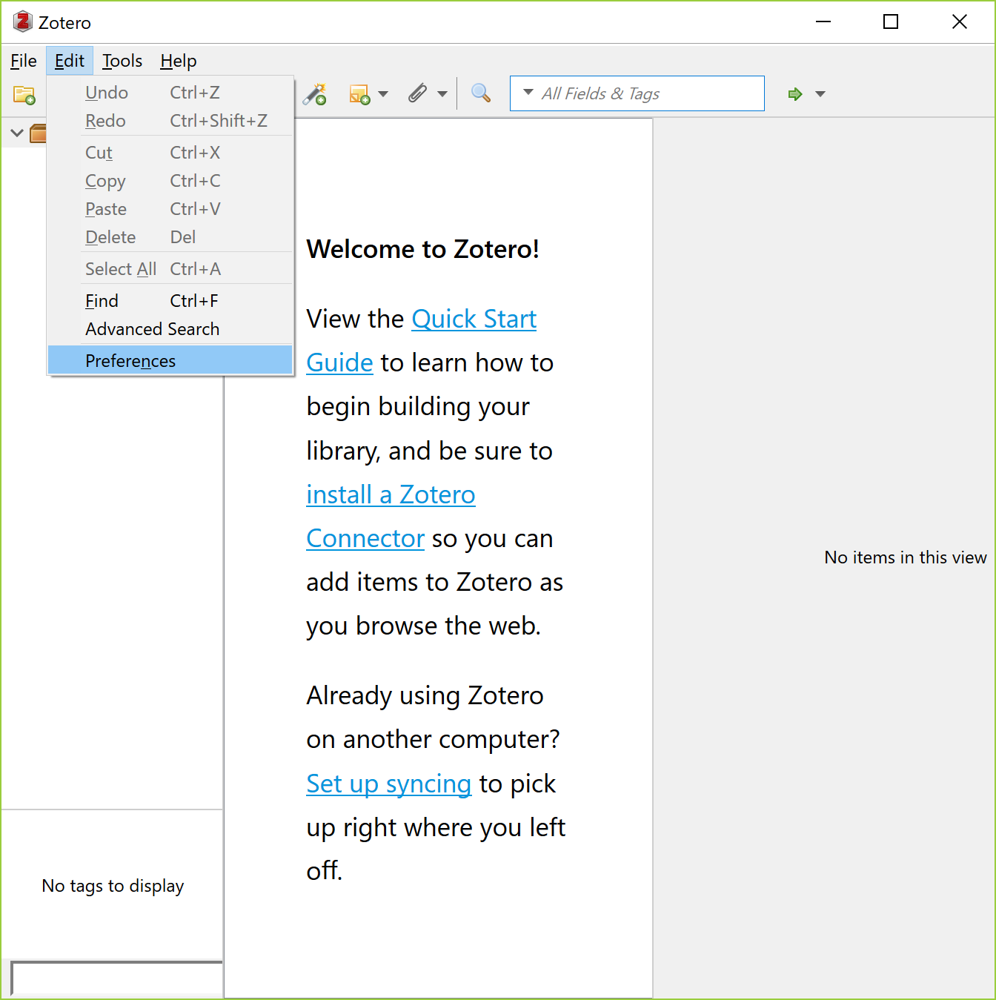 Zotero
File Edit Tools Help
All Fields & Tags
Undo Ctrl+Z
Redo Ctrl+Shift+Z
Cut Ctrl+X
Copy Ctrl+C
Paste Ctrl+V
Delete Del
Select All Ctrl+A
Find Ctrl+F
Advanced Search
Preferences
Welcome to Zotero!
View the Quick Start
Guide to learn how to
begin building your
library, and be sure to
install a Zotero
Connector so you can
add items to Zotero as
you browse the web.
Already using Zotero
on another computer?
Set up syncing to pick
up right where you left
off.
No items in this view
No tags to display